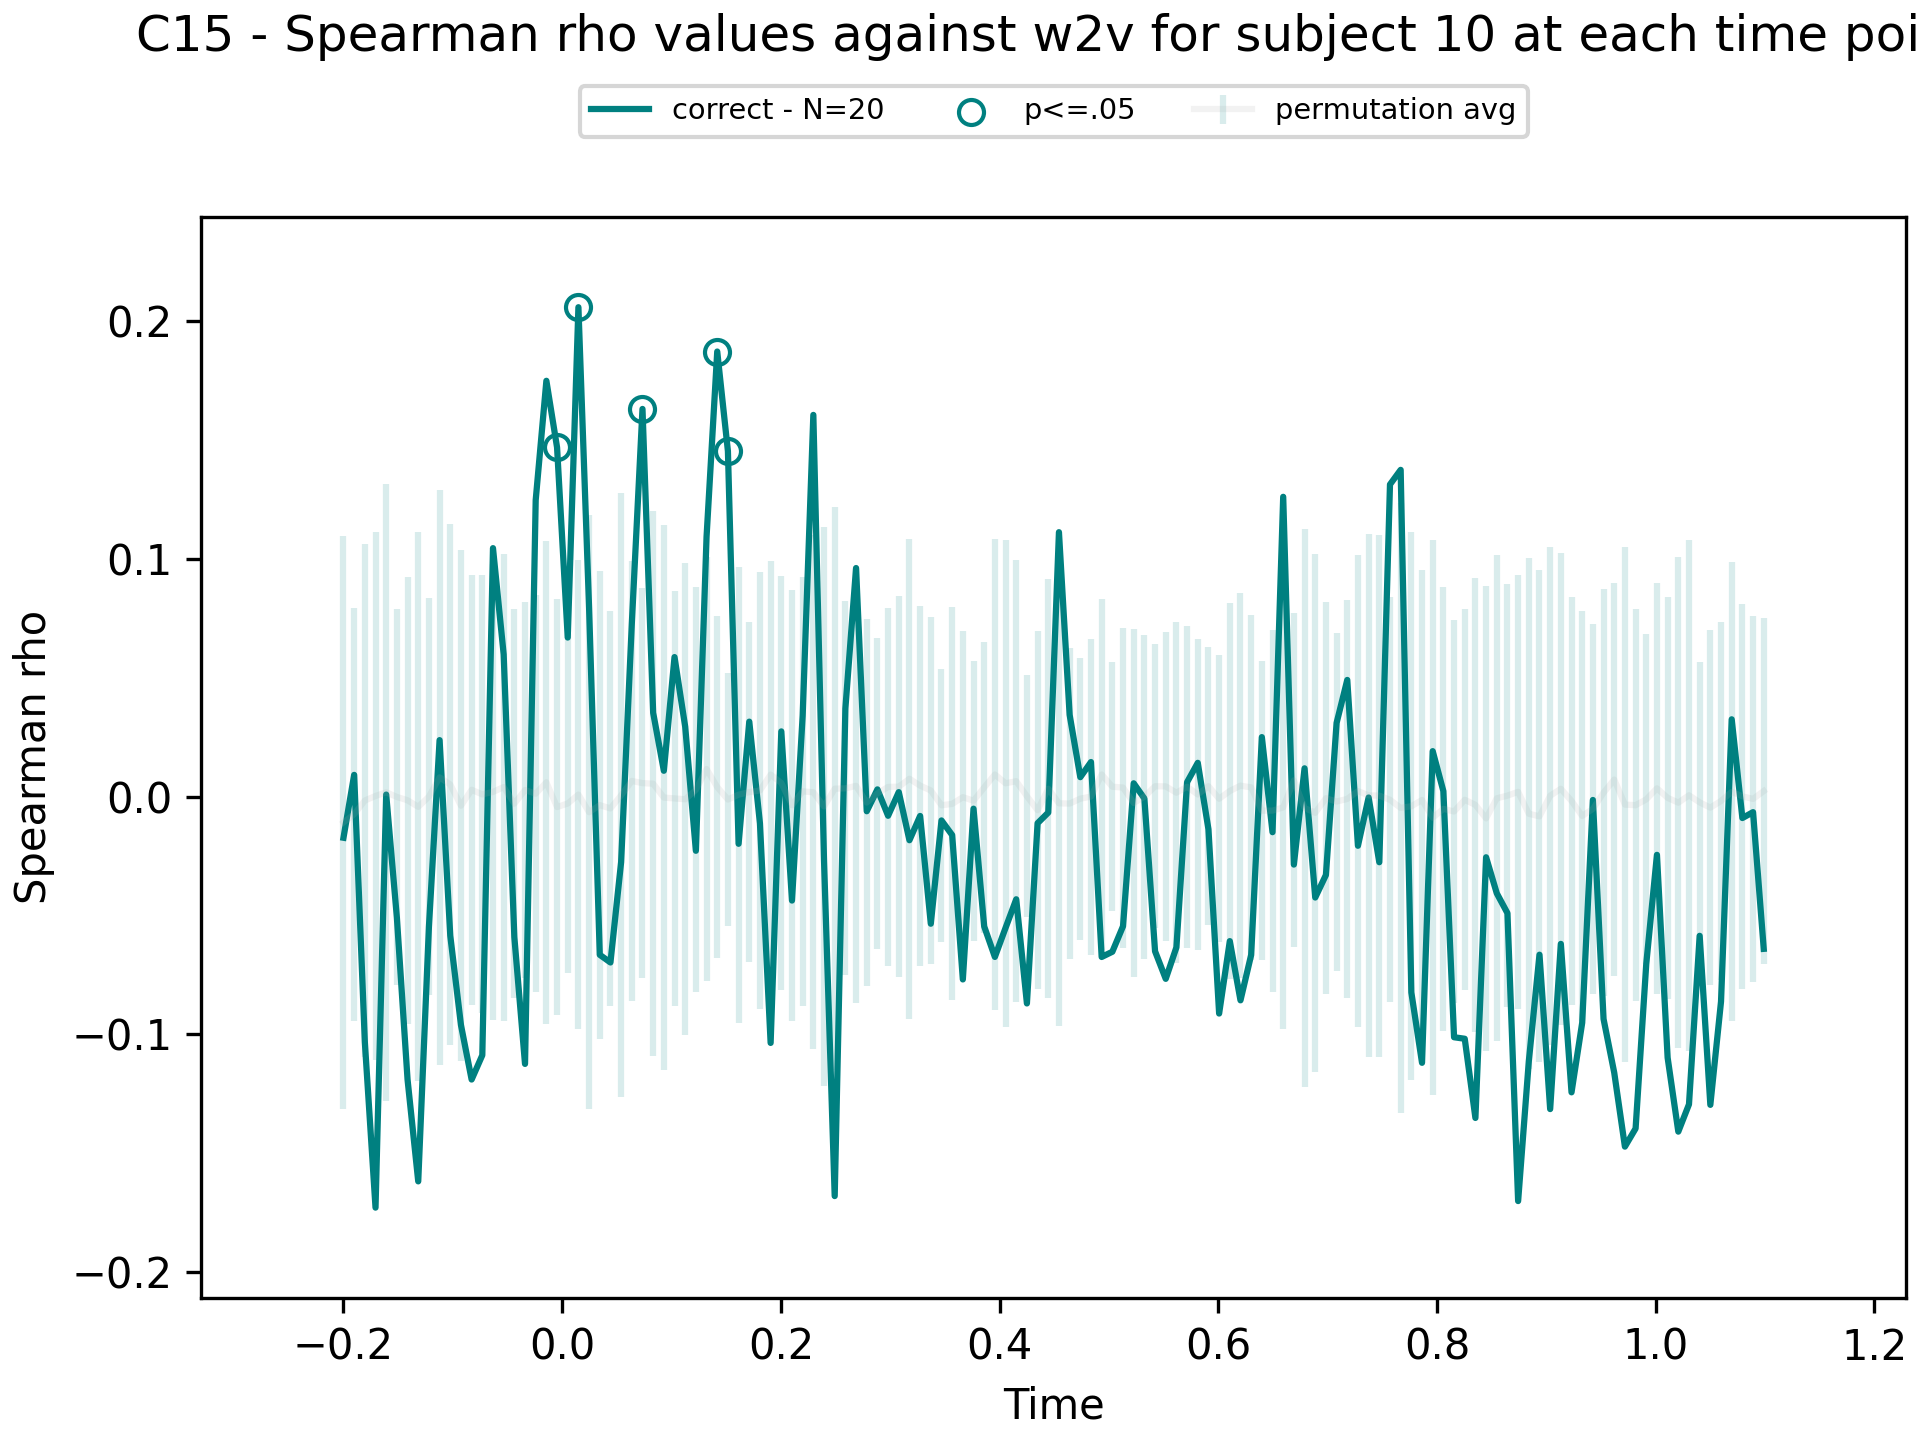 C15 - Spearman rho values against w2v for subject 10 at each time poi
correct - N=20 p<=.05 permutation avg
Spearman rho
0.2
0.1
0.0
−0.1
−0.2
−0.2 0.0 0.2 0.4 0.6 0.8 1.0 1.2
Time